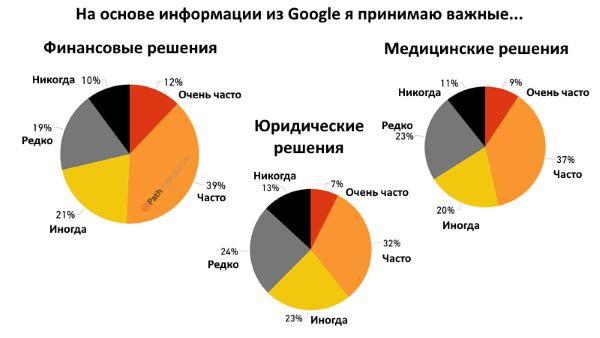 На основе информации из Google я принимаю важные...
Финансовые решения
Никогда 10%
12%
Очень часто
19%
Редко
39%
Часто
21%
Иногда
Юридические
решения
Никогда
13%
7%
Очень часто
24%
Редко
32%
Часто
23% Иногда
Медицинские решения
11%
Никогда
9%
Очень часто
Редко
23%
37%
Часто
20%
Иногда
Path